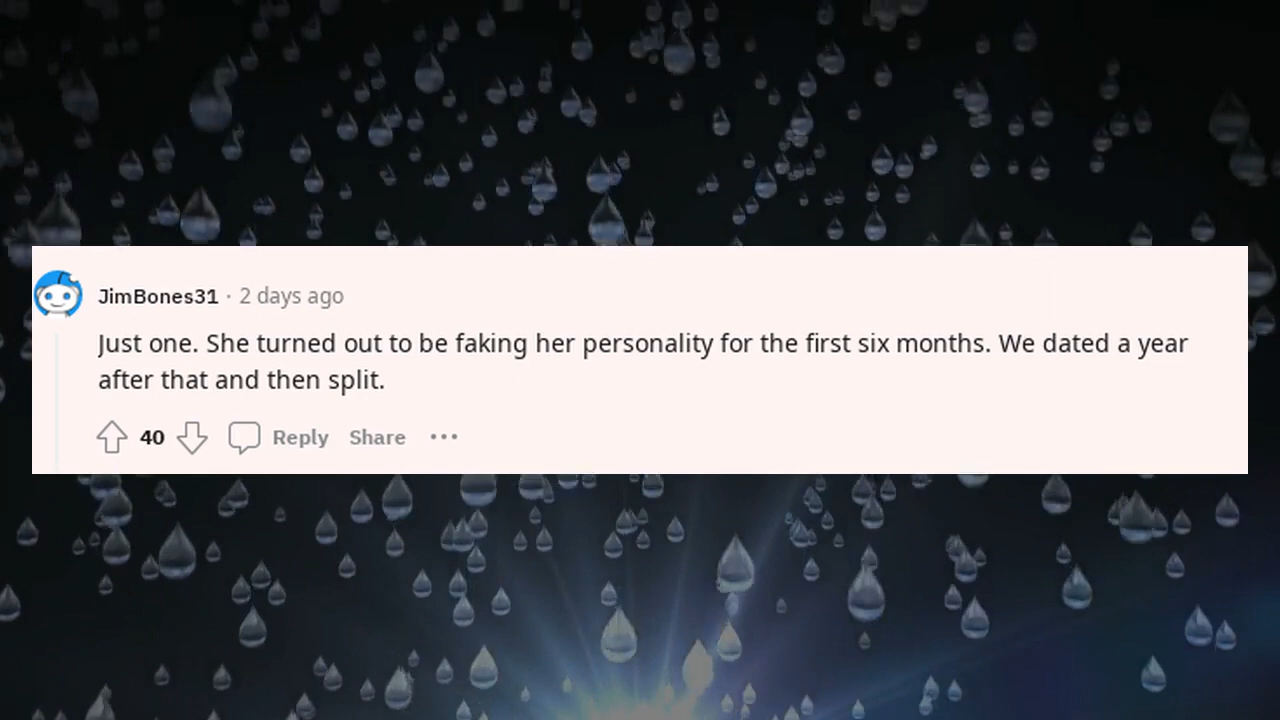 JimBones31 · 2 days ago
Just one. She turned out to be faking her personality for the first six months. We dated a year
after that and then split.
40 Reply Share •••